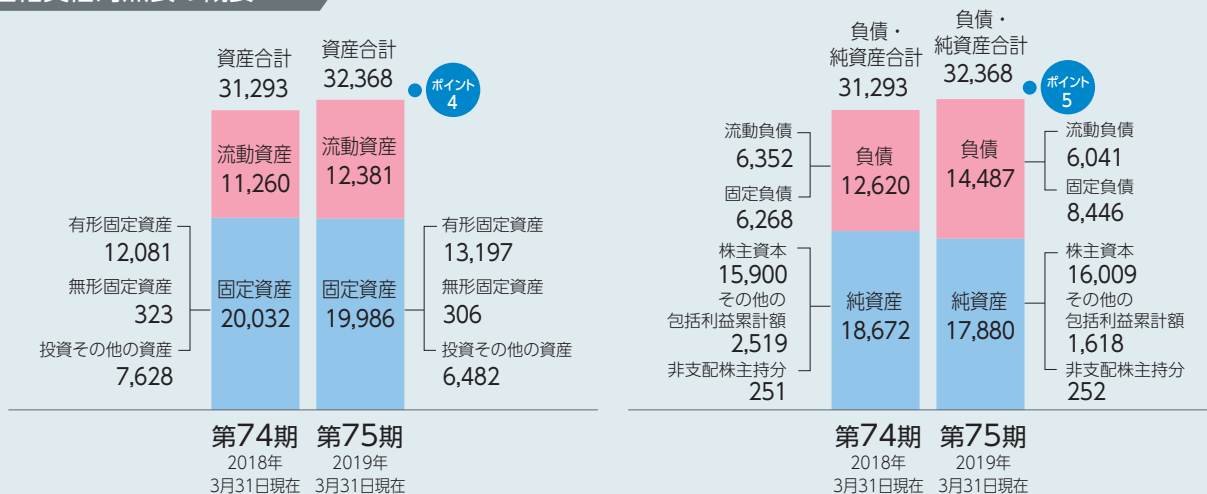 資産合計
31,293
資産合計
32,368
ポイント
4
流動資産
11,260
流動資産
12,381
有形固定資産
12,081
無形固定資産
323
投資その他の資産
7,628
固定資産
20,032
固定資産
19,986
有形固定資産
13,197
無形固定資産
306
投資その他の資産
6,482
第74期
2018年
3月31日現在
第75期
2019年
3月31日現在
負債・
純資産合計
31,293
負債・
純資産合計
32,368
ポイント
5
流動負債
6,352
固定負債
6,268
負債
12,620
負債
14,487
流動負債
6,041
固定負債
8,446
株主資本
15,900
その他の
包括利益累計額
2,519
非支配株主持分
251
純資産
18,672
純資産
17,880
株主資本
16,009
その他の
包括利益累計額
1,618
非支配株主持分
252
第74期
2018年
3月31日現在
第75期
2019年
3月31日現在